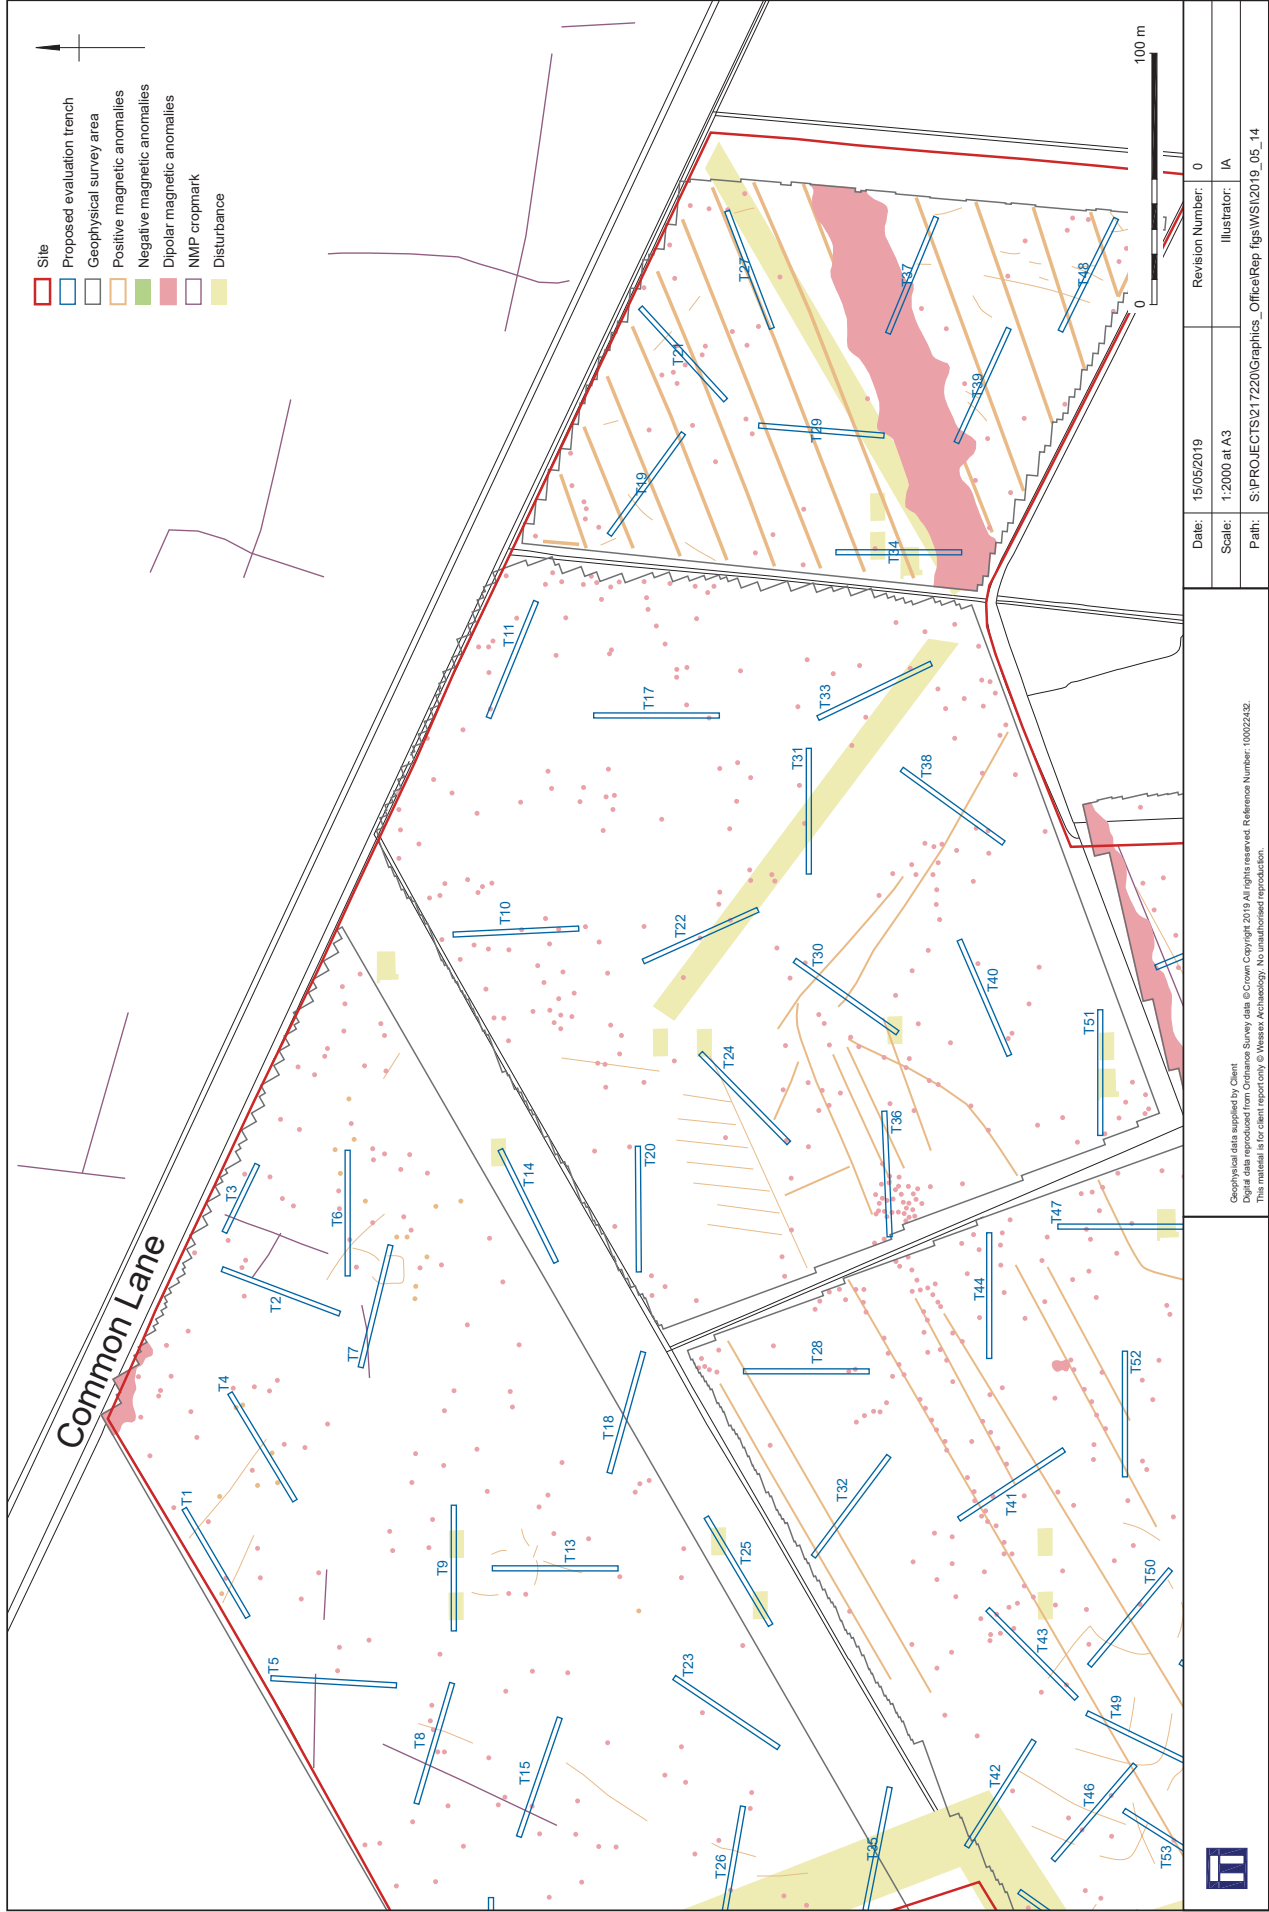 Site
Proposed evaluation trench
Geophysical survey area
Positive magnetic anomalies
Negative magnetic anomalies
Dipolar magnetic anomalies
NMP cropmark
Disturbance
Common Lane
T1
T2
T3
T4
T5
T6
T7
T8
T9
T10
T11
T13
T14
T15
T17
T18
T19
T20
T21
T22
T23
T24
T25
T26
T27
T28
T29
T30
T31
T32
T33
T34
T35
T36
T37
T38
T39
T40
T41
T42
T43
T44
T46
T47
T48
T49
T50
T51
T52
T53
0
100 m
Geophysical data supplied by Client
Digital data reproduced from Ordnance Survey data © Crown Copyright 2019 All rights reserved. Reference Number: 100022432.
This material is for client report only © Wessex Archaeology. No unauthorised reproduction.
Date: 15/05/2019 Revision Number: 0
Scale: 1:2000 at A3 Illustrator: IA
Path: S:\PROJECTS\217220\Graphics_Office\Rep figs\WSI\2019_05_14